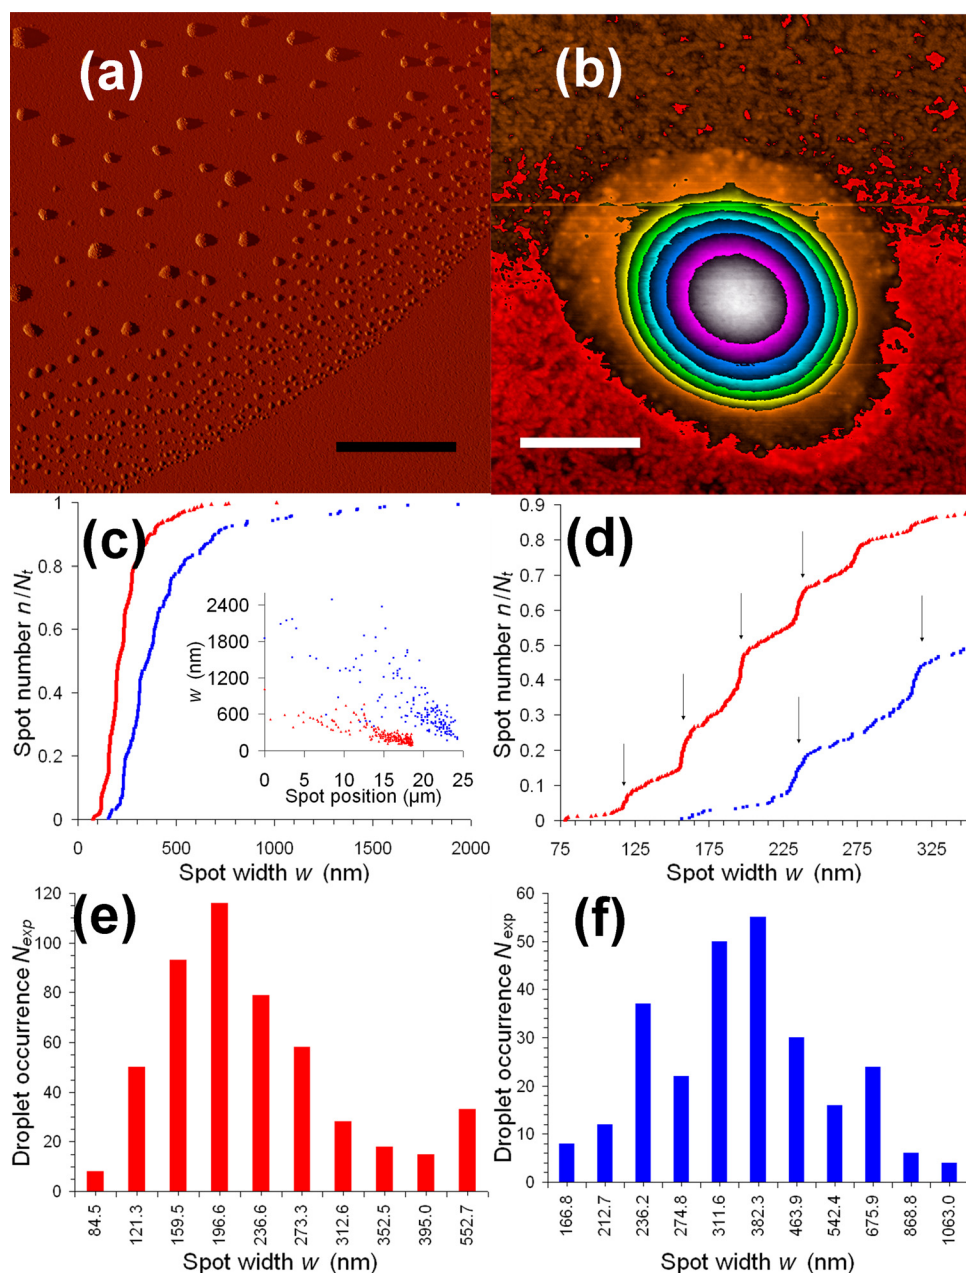 (a)
(b)
(c)
Spot number n/Nt
1
0.8
0.6
0.4
0.2
0
0 500 1000 1500 2000
Spot width w (nm)
w (nm)
2400
1800
1200
600
0
0 5 10 15 20 25
Spot position (µm)
(d)
Spot number n/Nt
0.9
0.8
0.7
0.6
0.5
0.4
0.3
0.2
0.1
0
75 125 175 225 275 325
Spot width w (nm)
(e)
Droplet occurrence Nexp
120
100
80
60
40
20
0
84.5 121.3 159.5 196.6 236.6 273.3 312.6 352.5 395.0 552.7
Spot width w (nm)
(f)
Droplet occurrence Nexp
60
50
40
30
20
10
0
166.8 212.7 236.2 274.8 311.6 382.3 463.9 542.4 675.9 868.8 1063.0
Spot width w (nm)